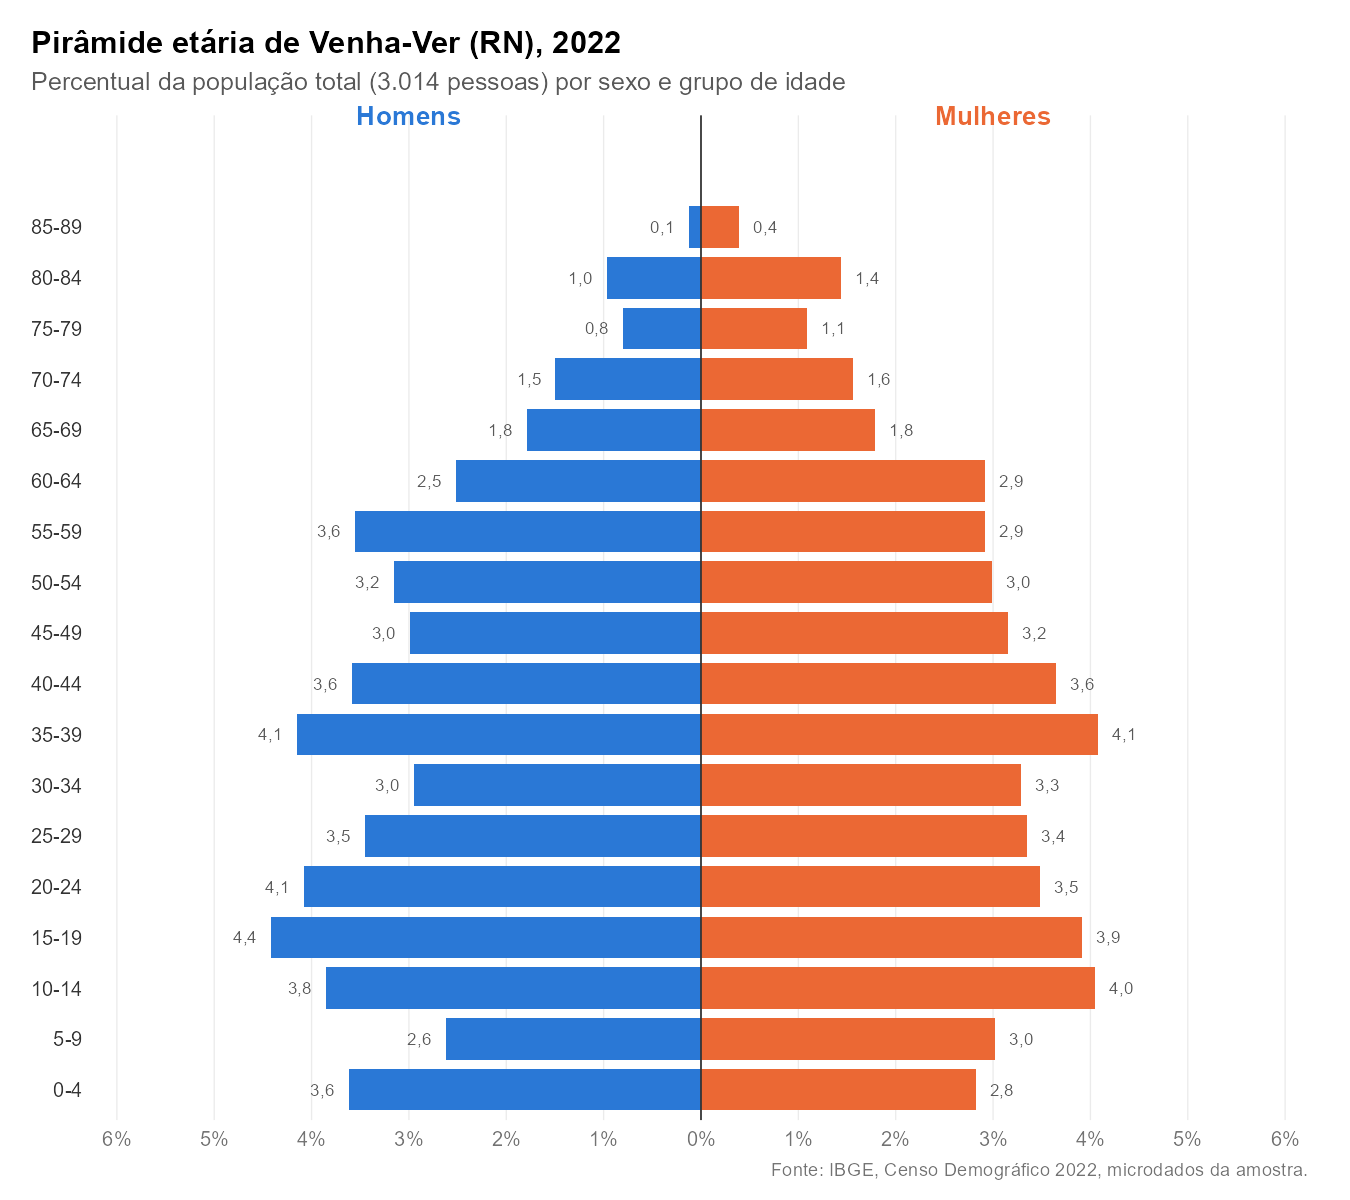 Pirâmide etária de Venha-Ver (RN), 2022
Percentual da população total (3.014 pessoas) por sexo e grupo de idade
Homens Mulheres
85-89 0,1 0,4
80-84 1,0 1,4
75-79 0,8 1,1
70-74 1,5 1,6
65-69 1,8 1,8
60-64 2,5 2,9
55-59 3,6 2,9
50-54 3,2 3,0
45-49 3,0 3,2
40-44 3,6 3,6
35-39 4,1 4,1
30-34 3,0 3,3
25-29 3,5 3,4
20-24 4,1 3,5
15-19 4,4 3,9
10-14 3,8 4,0
5-9 2,6 3,0
0-4 3,6 2,8
6% 5% 4% 3% 2% 1% 0% 1% 2% 3% 4% 5% 6%
Fonte: IBGE, Censo Demográfico 2022, microdados da amostra.